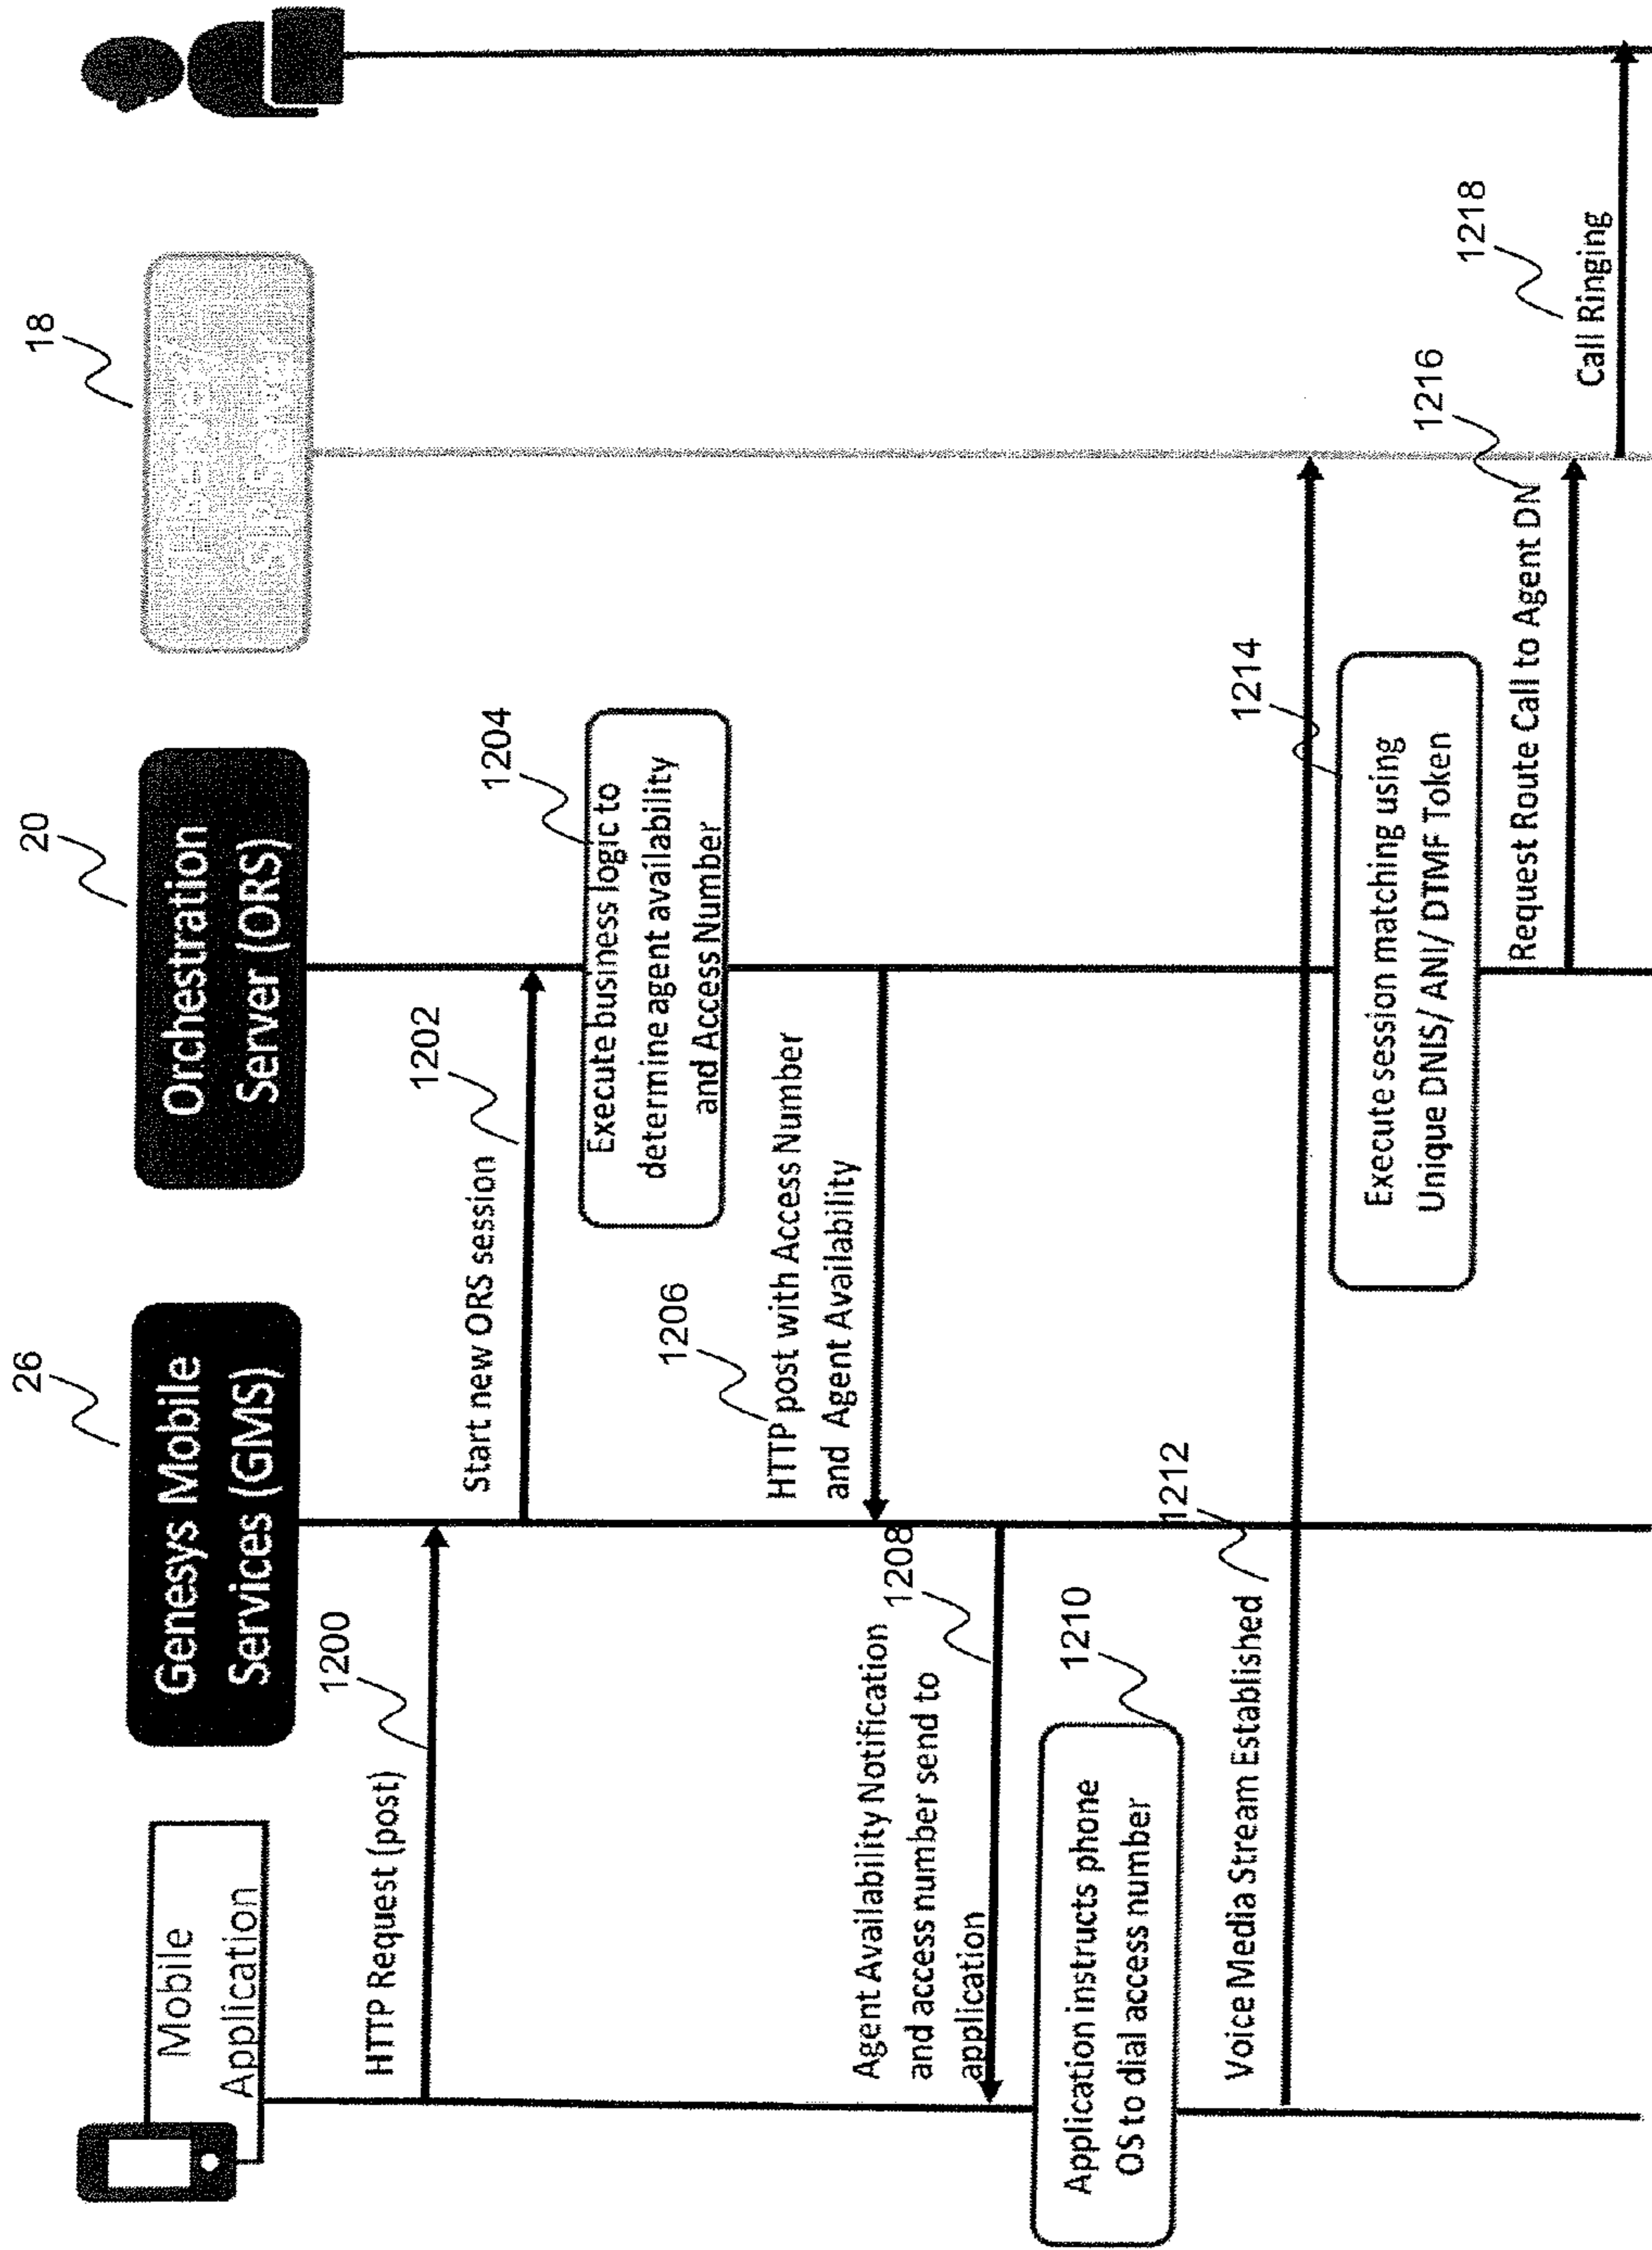 Mobile
Application
26
Genesys Mobile
Services (GMS)
20
Orchestration
Server (ORS)
18
T-Server/
SIP Server
1200
HTTP Request (post)
1202
Start new ORS session
1204
Execute business logic to
determine agent availability
and Access Number
1206
HTTP post with Access Number
and Agent Availability
1208
Agent Availability Notification
and access number send to
application
1210
Application instructs phone
OS to dial access number
1212
Voice Media Stream Established
1214
Execute session matching using
Unique DNIS/ ANI/ DTMF Token
1216
Request Route Call to Agent DN
1218
Call Ringing